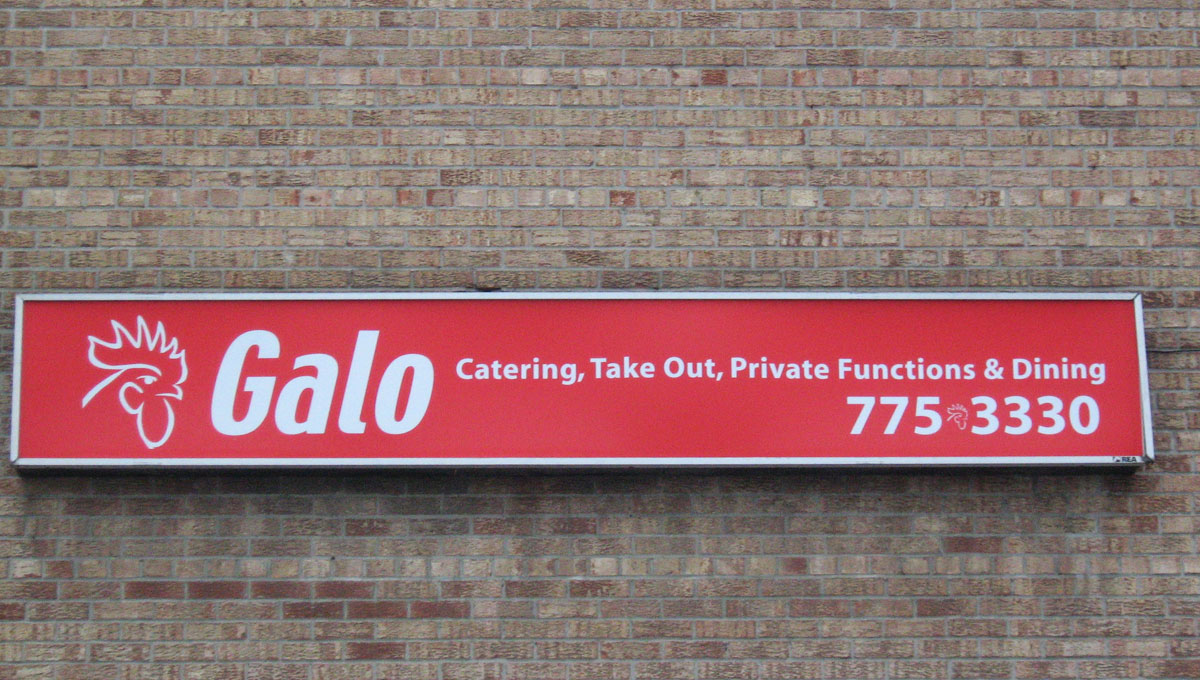 Galo
Catering, Take Out, Private Functions & Dining
775 3330